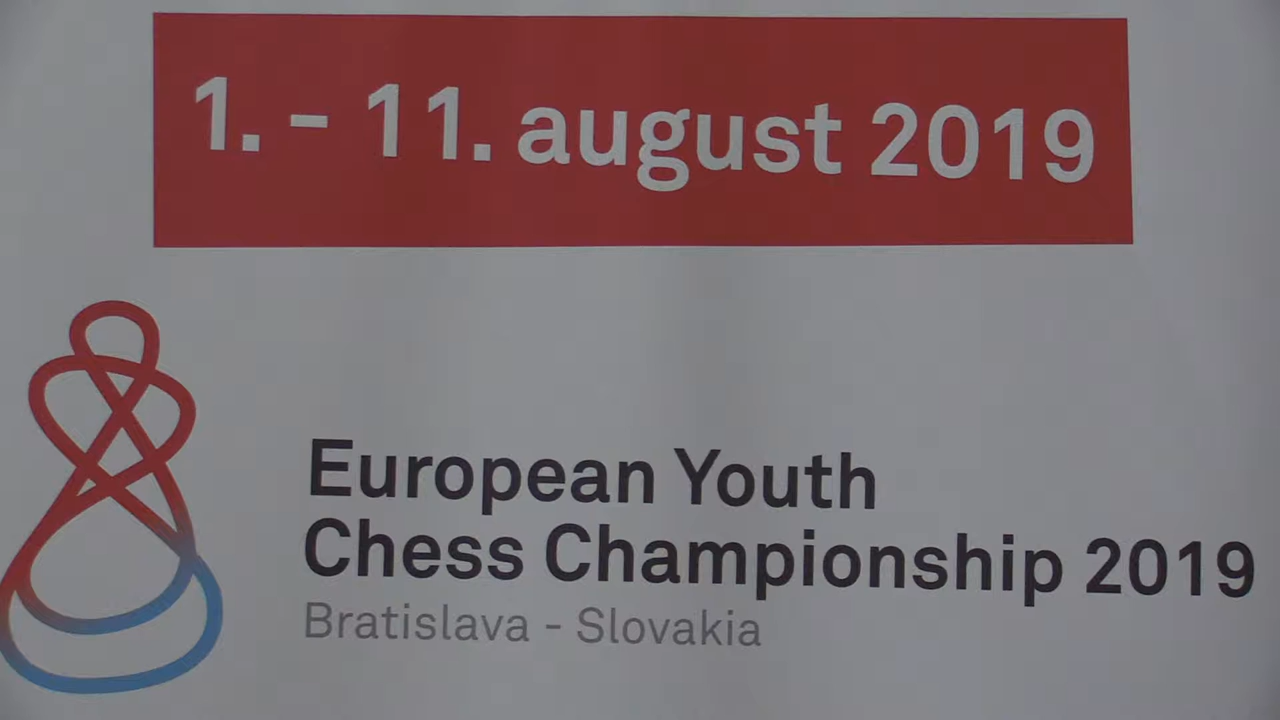 1. - 11. august 2019
European Youth
Chess Championship 2019
Bratislava - Slovakia